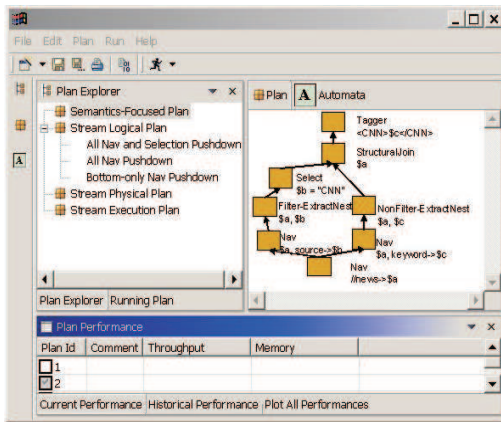 File Edit Plan Run Help
Plan Explorer
Semantics-Focused Plan
Stream Logical Plan
All Nav and Selection Pushdown
All Nav Pushdown
Bottom-only Nav Pushdown
Stream Physical Plan
Stream Execution Plan
Plan Explorer Running Plan
A
Plan A Automata
Tagger
<CNN>$c</CNN>
StructuralJoin
$a
Select
$b = "CNN"
Filter-ExtractNest
$a, $b
NonFilter-ExtractNest
$a, $c
Nav
$a, source->$b
Nav
$a, keyword->$c
Nav
//news->$a
Plan Performance
Plan Id Comment Throughput Memory
1
2
Current Performance Historical Performance Plot All Performances